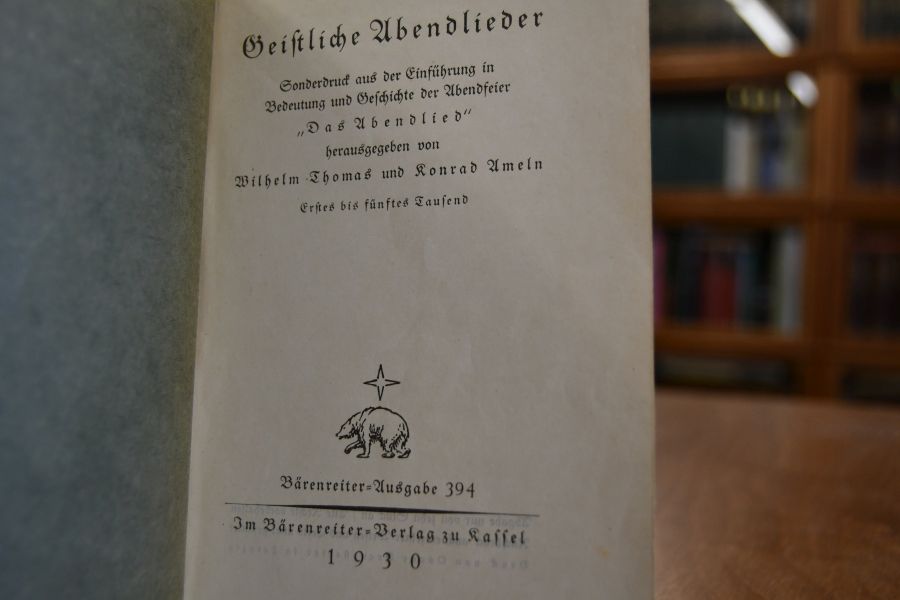 Geistliche Abendlieder
Sonderdruck aus der Einführung in
Bedeutung und Geschichte der Abendfeier
„Das Abendlied“
herausgegeben von
Wilhelm Thomas und Konrad Ameln
Erstes bis fünftes Tausend
Bärenreiter-Ausgabe 394
Im Bärenreiter-Verlag zu Kassel
1930